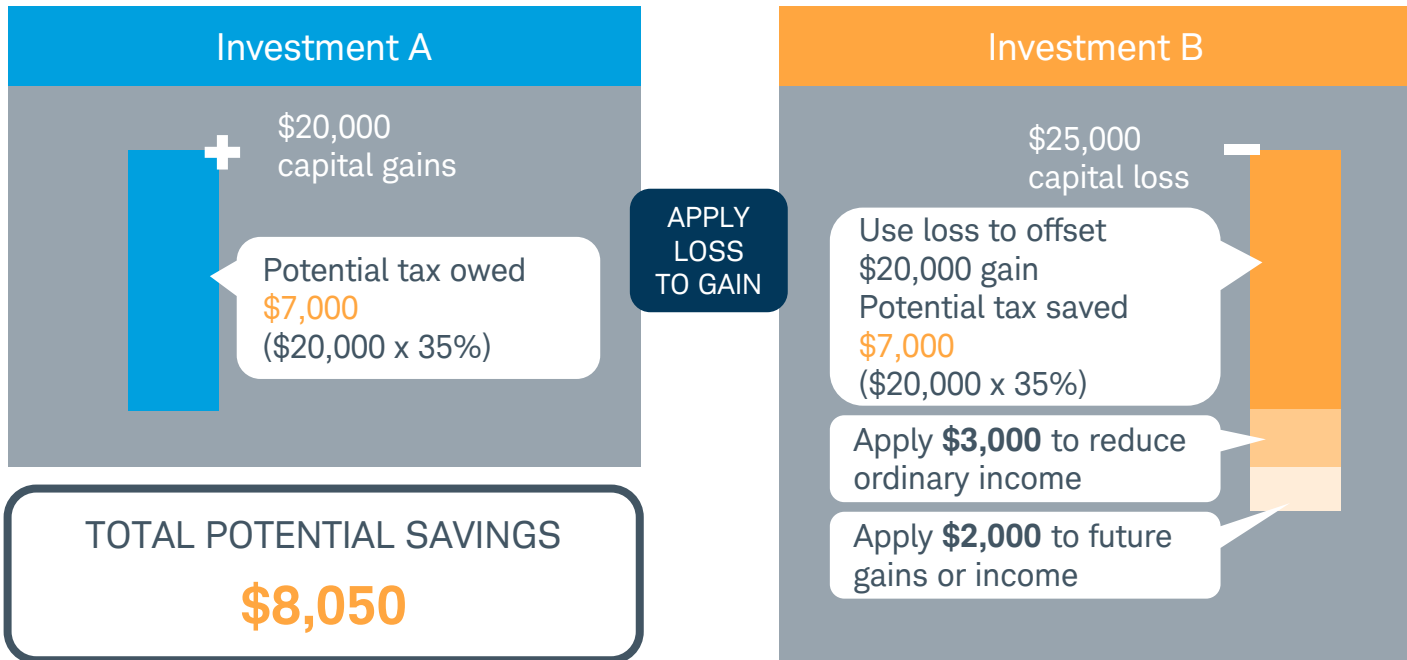 Investment A
$20,000
capital gains
Potential tax owed
$7,000
($20,000 x 35%)
TOTAL POTENTIAL SAVINGS
$8,050
APPLY
LOSS
TO GAIN
Investment B
$25,000
capital loss
Use loss to offset
$20,000 gain
Potential tax saved
$7,000
($20,000 x 35%)
Apply $3,000 to reduce
ordinary income
Apply $2,000 to future
gains or income